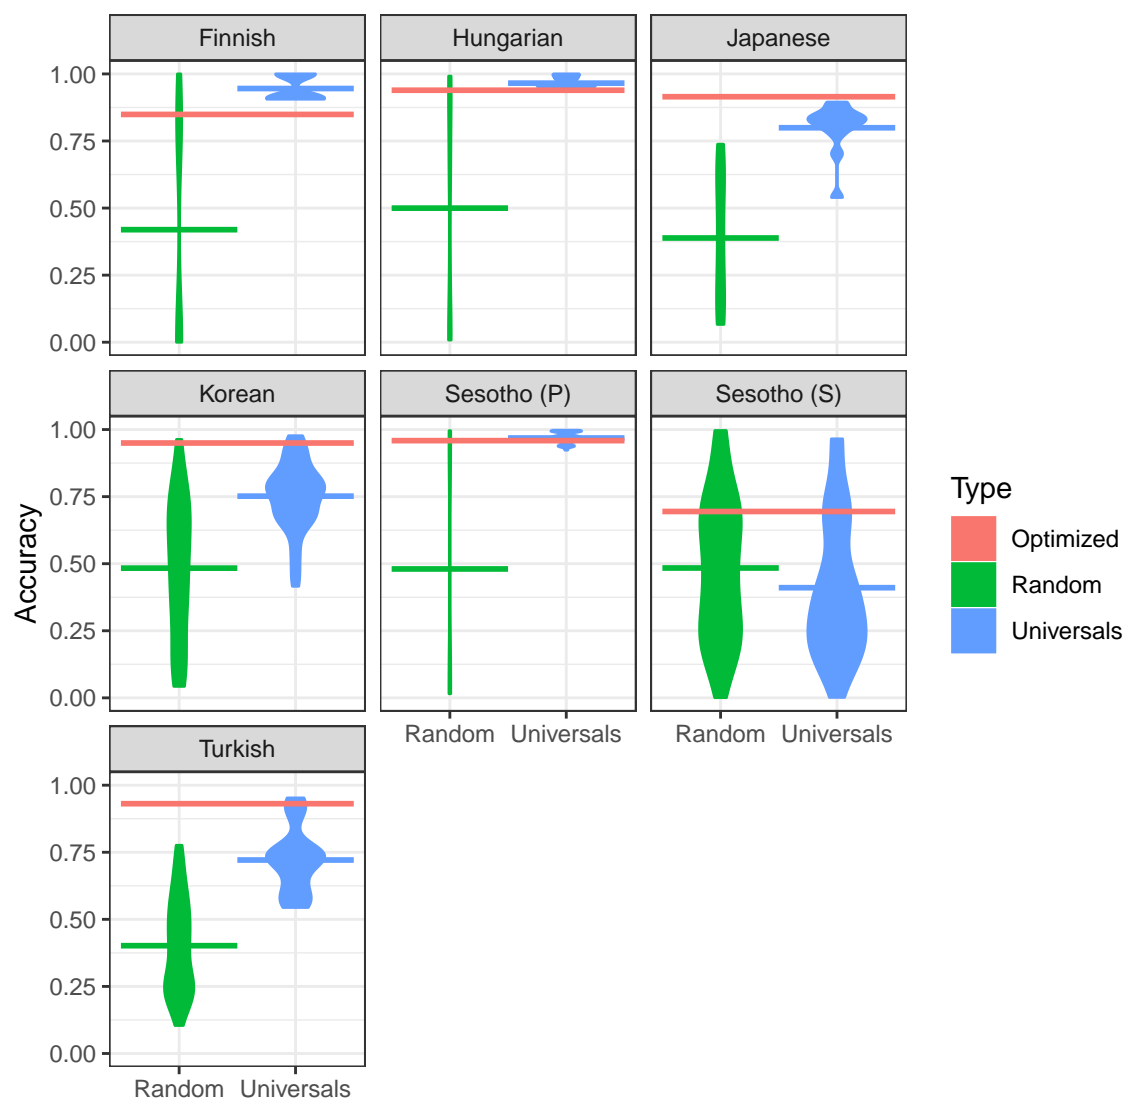 Finnish
Hungarian
Japanese
1.00
0.75
0.50
0.25
0.00
Korean
Sesotho (P)
Sesotho (S)
1.00
0.75
0.50
0.25
0.00
Random Universals
Random Universals
Turkish
1.00
0.75
0.50
0.25
0.00
Random Universals
Accuracy
Type
Optimized
Random
Universals